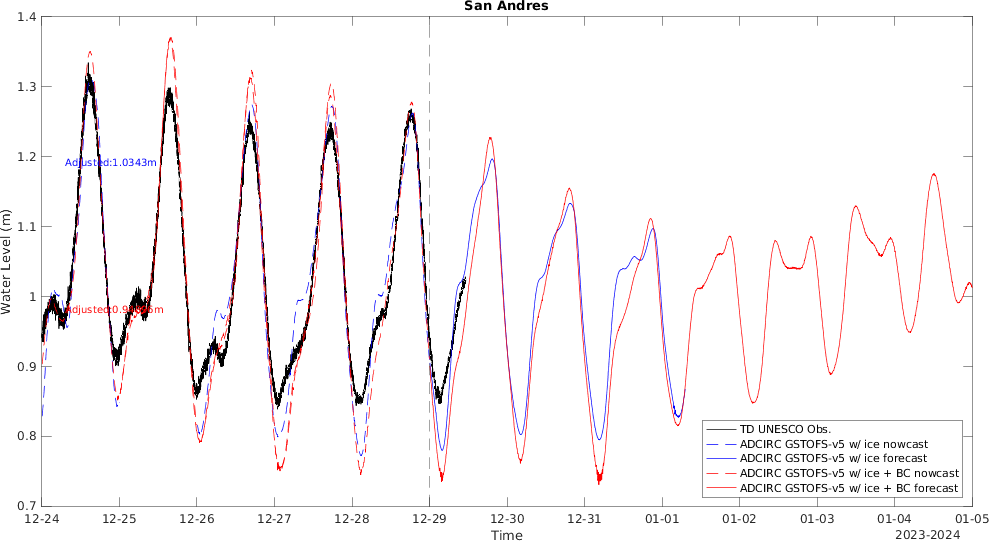 San Andres
1.4
1.3
1.2
1.1
1
0.9
0.8
0.7
Water Level (m)
Adjusted:1.0343m
12-24
12-25
12-26
12-27
12-28
12-29
12-30
12-31
01-01
01-02
01-03
01-04
01-05
Time
2023-2024
TD UNESCO Obs.
ADCIRC GSTOFS-v5 w/ ice nowcast
ADCIRC GSTOFS-v5 w/ ice forecast
ADCIRC GSTOFS-v5 w/ ice + BC nowcast
ADCIRC GSTOFS-v5 w/ ice + BC forecast